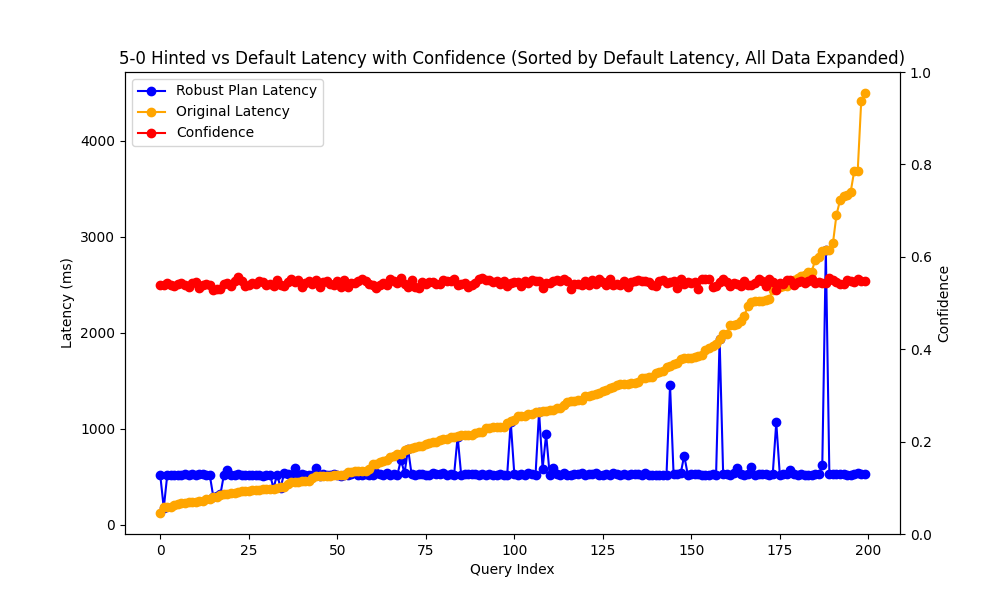 5-0 Hinted vs Default Latency with Confidence (Sorted by Default Latency, All Data Expanded)
Robust Plan Latency
Original Latency
Confidence
Latency (ms)
4000
3000
2000
1000
0
1.0
0.8
0.6
0.4
0.2
0.0
Confidence
0 25 50 75 100 125 150 175 200
Query Index